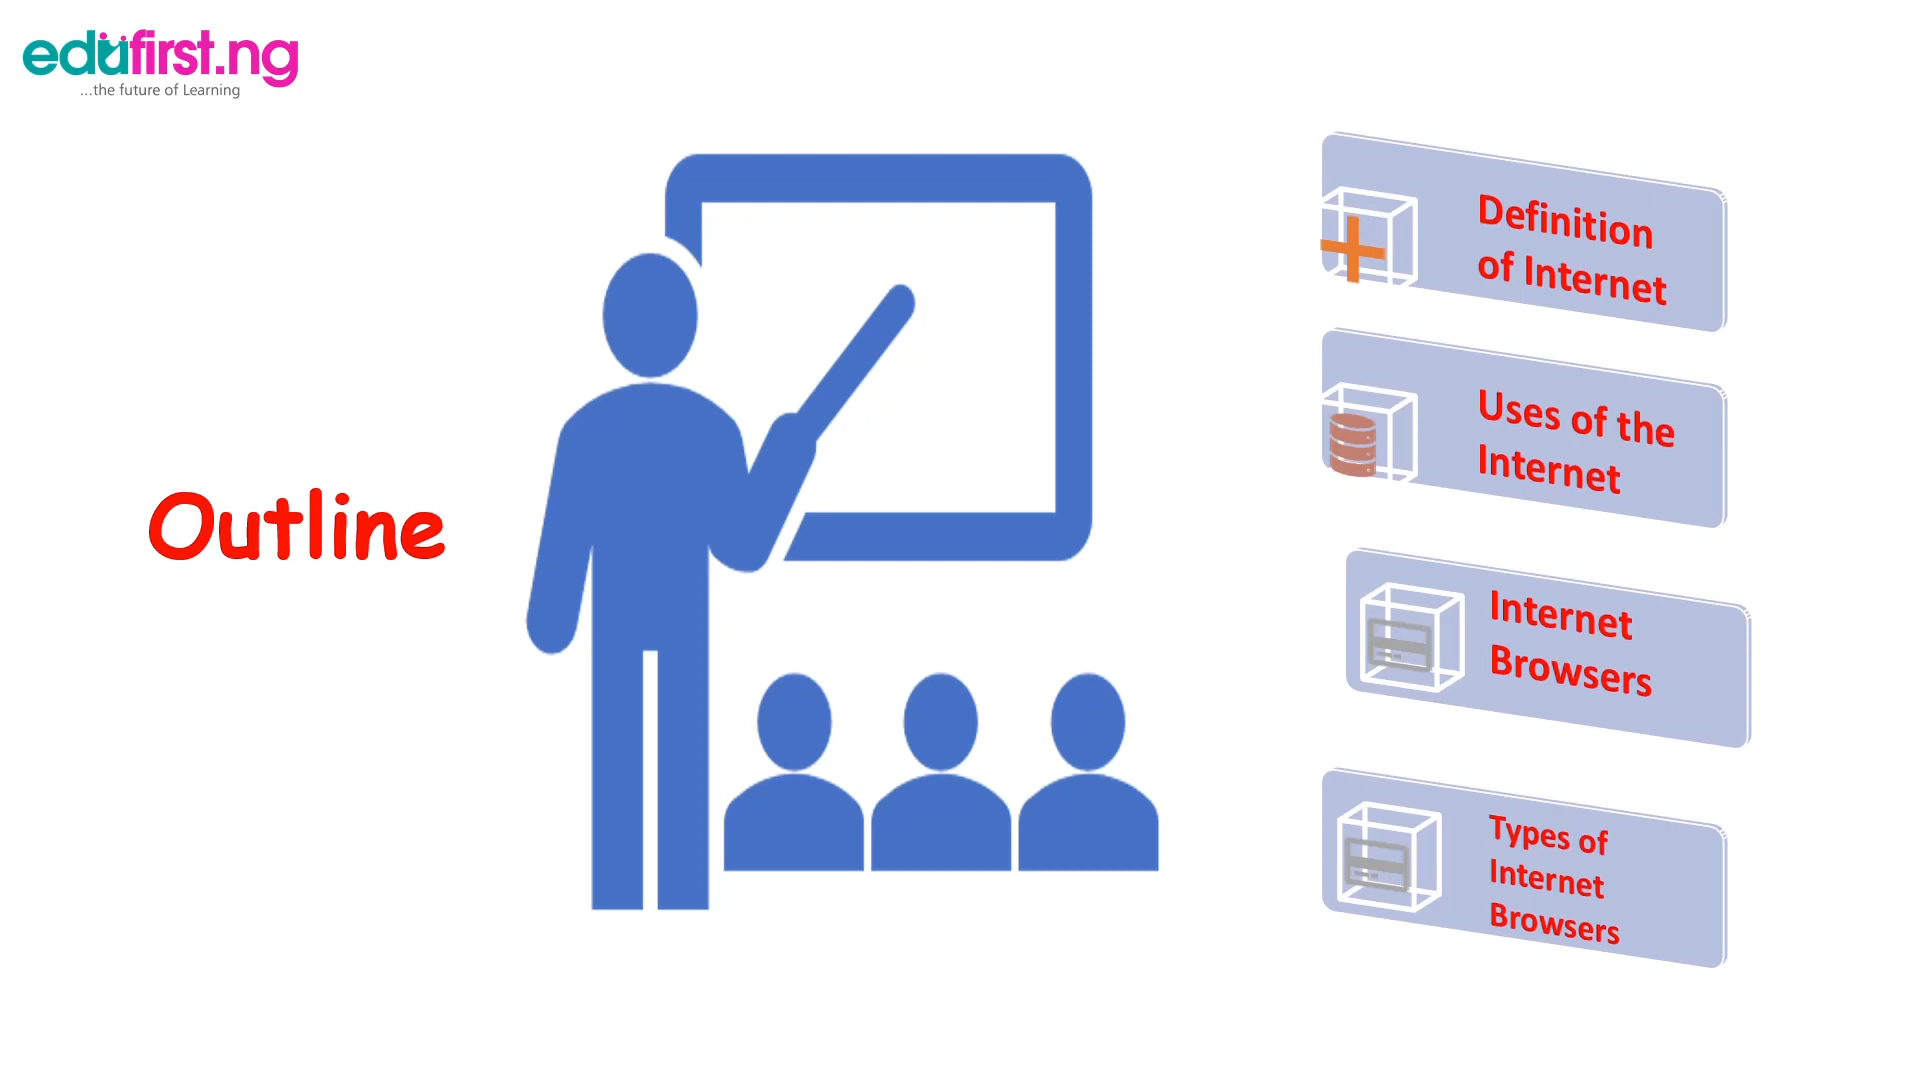 edufirst.ng
...the future of Learning
Outline
Definition
of Internet
Uses of the
Internet
Internet
Browsers
Types of
Internet
Browsers